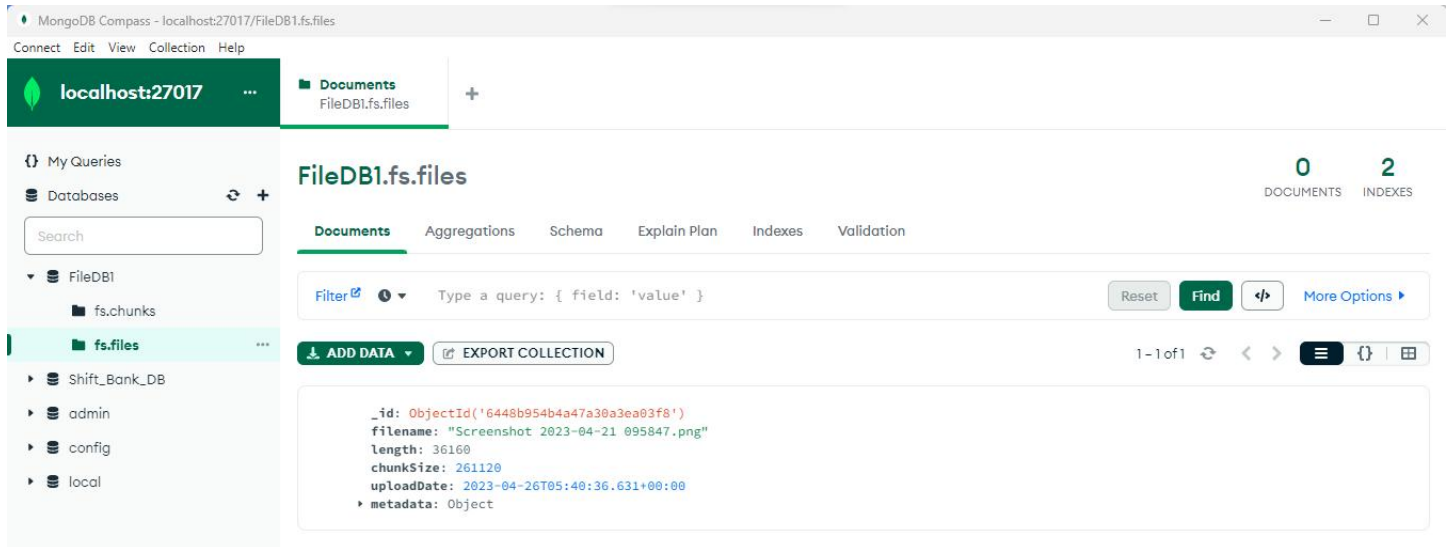 MongoDB Compass - localhost:27017/FileDB1.fs.files
Connect Edit View Collection Help
localhost:27017 ...
Documents
FileDB1.fs.files
+
{} My Queries
Databases
Search
FileDB1
fs.chunks
fs.files ...
Shift_Bank_DB
admin
config
local
FileDB1.fs.files
0 2
DOCUMENTS INDEXES
Documents Aggregations Schema Explain Plan Indexes Validation
Filter Type a query: { field: 'value' } Reset Find </> More Options
ADD DATA EXPORT COLLECTION 1-1 of 1 {}
_id: ObjectId('6448b954b4a47a30a3ea03f8')
filename: "Screenshot 2023-04-21 095847.png"
length: 36160
chunkSize: 261120
uploadDate: 2023-04-26T05:40:36.631+00:00
metadata: Object